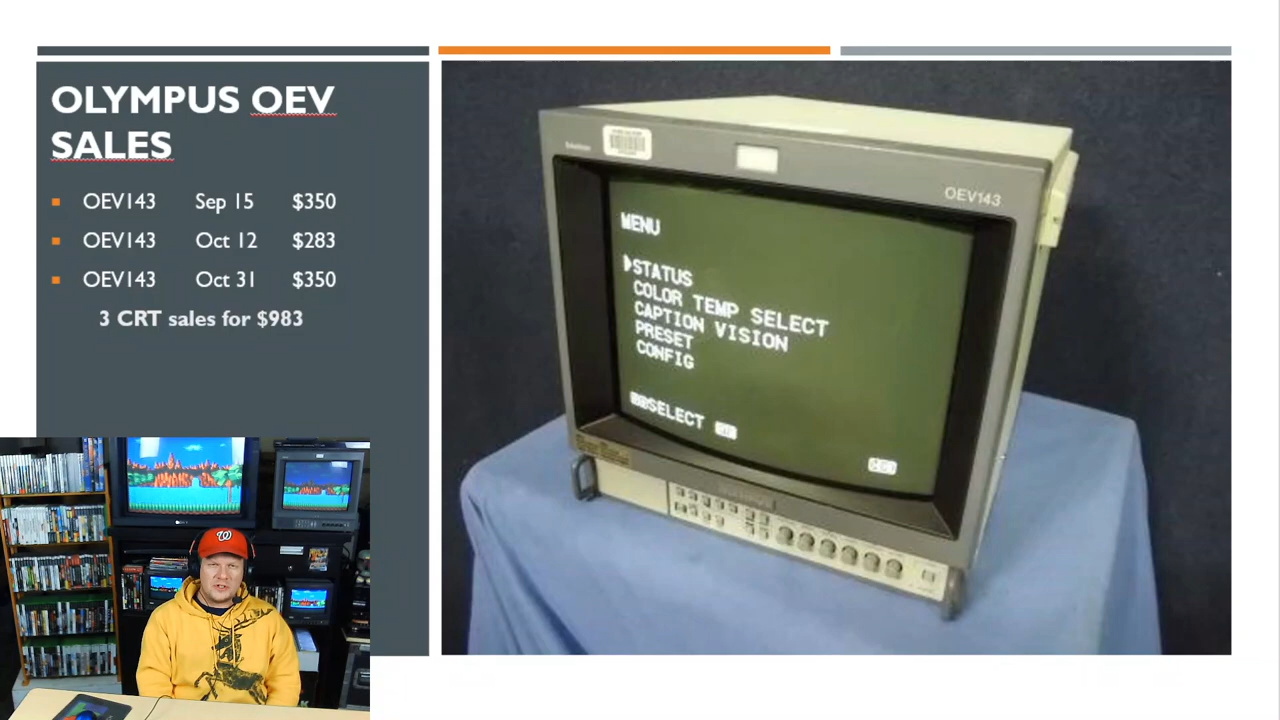 OLYMPUS OEV
SALES
OEV143 Sep 15 $350
OEV143 Oct 12 $283
OEV143 Oct 31 $350
3 CRT sales for $983
OEV143
MENU
STATUS
COLOR TEMP SELECT
CAPTION VISION
PRESET
CONFIG
SELECT
W